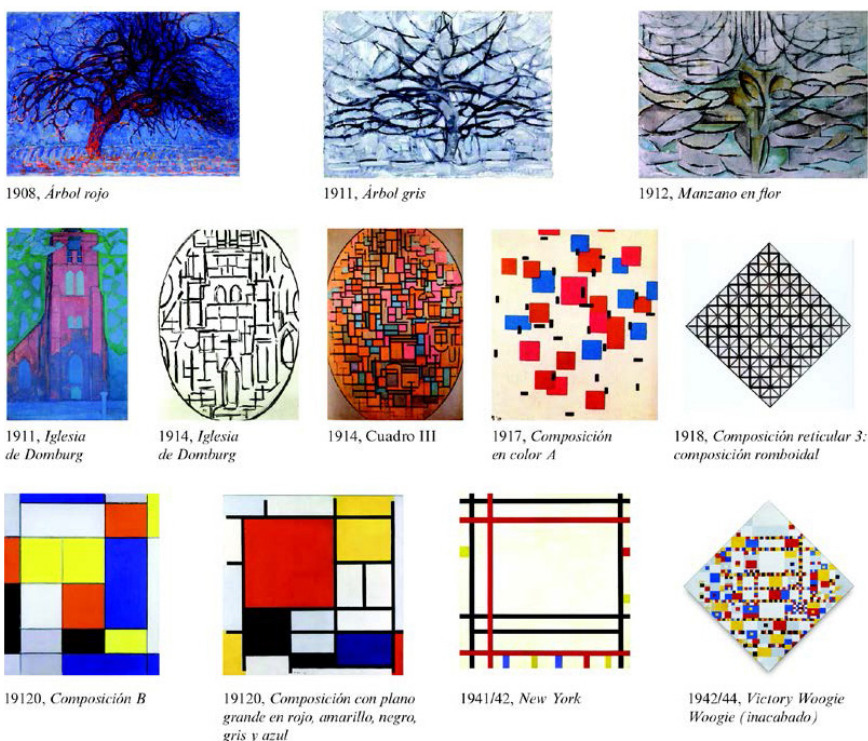 1908, Árbol rojo
1911, Árbol gris
1912, Manzano en flor
1911, Iglesia
de Domburg
1914, Iglesia
de Domburg
1914, Cuadro III
1917, Composición
en color A
1918, Composición reticular 3:
composición romboidal
19120, Composición B
19120, Composición con plano
grande en rojo, amarillo, negro,
gris y azul
1941/42, New York
1942/44, Victory Woogie
Woogie (inacabado)